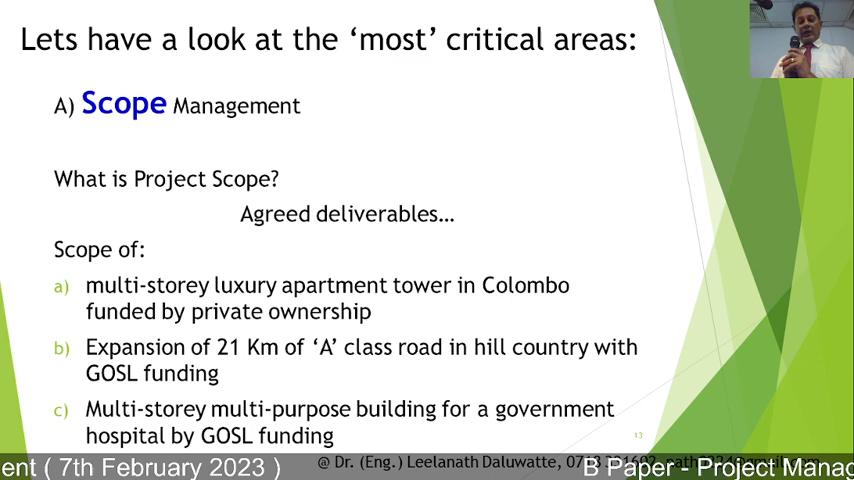 Lets have a look at the ‘most’ critical areas:
A) Scope Management
What is Project Scope?
Agreed deliverables…
Scope of:
a) multi-storey luxury apartment tower in Colombo
funded by private ownership
b) Expansion of 21 Km of ‘A’ class road in hill country with
GOSL funding
c) Multi-storey multi-purpose building for a government
hospital by GOSL funding
13
@ Dr. (Eng.) Leelanath Daluwatte,
ent ( 7th February 2023 ) B Paper - Project Manag